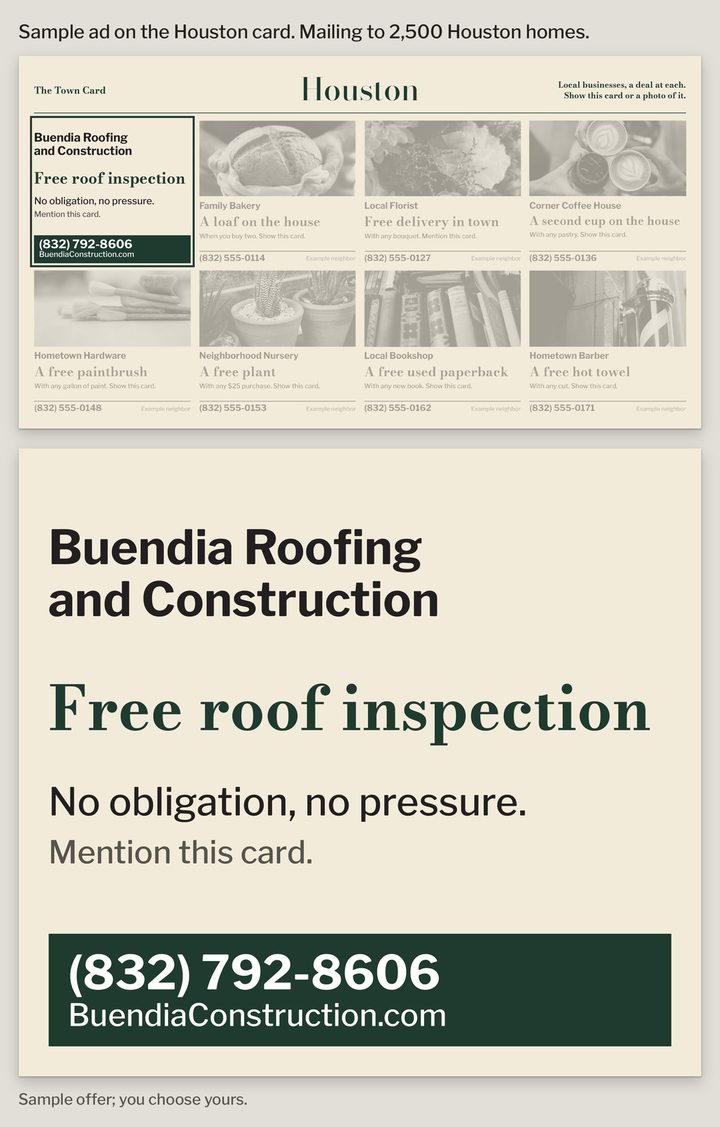 Sample ad on the Houston card. Mailing to 2,500 Houston homes.
The Town Card
Houston
Local businesses, a deal at each.
Show this card or a photo of it.
Buendia Roofing
and Construction
Free roof inspection
No obligation, no pressure.
Mention this card.
(832) 792-8606
BuendiaConstruction.com
Family Bakery
A loaf on the house
When you buy two. Show this card.
(832) 555-0114
Example neighbor
Local Florist
Free delivery in town
With any bouquet. Mention this card.
(832) 555-0127
Example neighbor
Corner Coffee House
A second cup on the house
With any pastry. Show this card.
(832) 555-0136
Example neighbor
Hometown Hardware
A free paintbrush
With any gallon of paint. Show this card.
(832) 555-0148
Example neighbor
Neighborhood Nursery
A free plant
With any $25 purchase. Show this card.
(832) 555-0153
Example neighbor
Local Bookshop
A free used paperback
With any new book. Show this card.
(832) 555-0162
Example neighbor
Hometown Barber
A free hot towel
With any cut. Show this card.
(832) 555-0171
Example neighbor
Buendia Roofing
and Construction
Free roof inspection
No obligation, no pressure.
Mention this card.
(832) 792-8606
BuendiaConstruction.com
Sample offer; you choose yours.